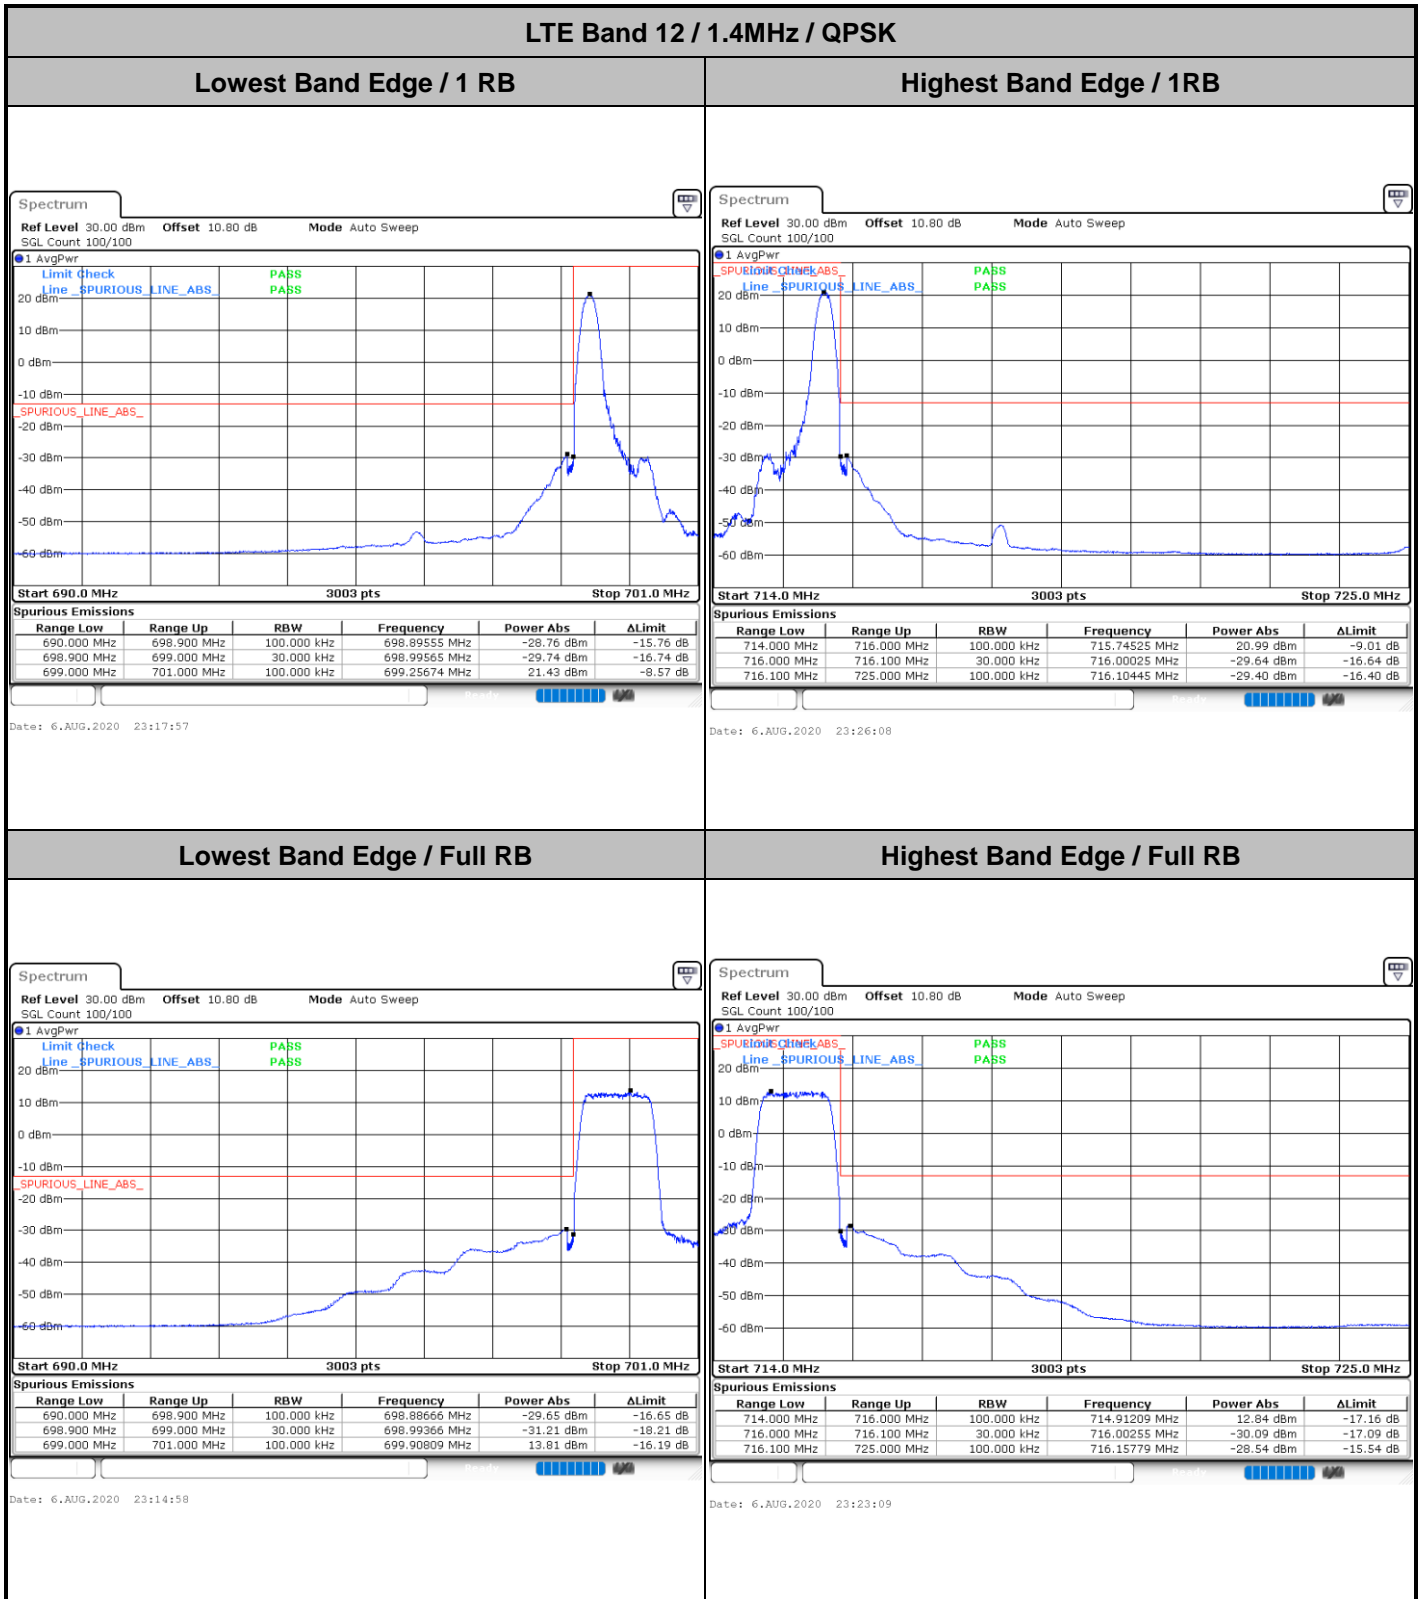 LTE Band 12 / 1.4MHz / QPSK
Lowest Band Edge / 1 RB
Highest Band Edge / 1RB
Spectrum
Ref Level 30.00 dBm Offset 10.80 dB Mode Auto Sweep
SGL Count 100/100
1 AvgPwr
Limit Check PASS
Line _SPURIOUS_LINE_ABS_ PASS
20 dBm
10 dBm
0 dBm
-10 dBm
_SPURIOUS_LINE_ABS_
-20 dBm
-30 dBm
-40 dBm
-50 dBm
-60 dBm
Start 690.0 MHz 3003 pts Stop 701.0 MHz
Spurious Emissions
Range Low Range Up RBW Frequency Power Abs ΔLimit
690.000 MHz 698.900 MHz 100.000 kHz 698.89555 MHz -28.76 dBm -15.76 dB
698.900 MHz 699.000 MHz 30.000 kHz 698.99565 MHz -29.74 dBm -16.74 dB
699.000 MHz 701.000 MHz 100.000 kHz 699.25674 MHz 21.43 dBm -8.57 dB
Ready
Date: 6.AUG.2020 23:17:57
Spectrum
Ref Level 30.00 dBm Offset 10.80 dB Mode Auto Sweep
SGL Count 100/100
1 AvgPwr
_SPURIOUS_LINE_ABS_
Limit Check PASS
Line _SPURIOUS_LINE_ABS_ PASS
20 dBm
10 dBm
0 dBm
-10 dBm
-20 dBm
-30 dBm
-40 dBm
-50 dBm
-60 dBm
Start 714.0 MHz 3003 pts Stop 725.0 MHz
Spurious Emissions
Range Low Range Up RBW Frequency Power Abs ΔLimit
714.000 MHz 716.000 MHz 100.000 kHz 715.74525 MHz 20.99 dBm -9.01 dB
716.000 MHz 716.100 MHz 30.000 kHz 716.00025 MHz -29.64 dBm -16.64 dB
716.100 MHz 725.000 MHz 100.000 kHz 716.10445 MHz -29.40 dBm -16.40 dB
Ready
Date: 6.AUG.2020 23:26:08
Lowest Band Edge / Full RB
Highest Band Edge / Full RB
Spectrum
Ref Level 30.00 dBm Offset 10.80 dB Mode Auto Sweep
SGL Count 100/100
1 AvgPwr
Limit Check PASS
Line _SPURIOUS_LINE_ABS_ PASS
20 dBm
10 dBm
0 dBm
-10 dBm
_SPURIOUS_LINE_ABS_
-20 dBm
-30 dBm
-40 dBm
-50 dBm
-60 dBm
Start 690.0 MHz 3003 pts Stop 701.0 MHz
Spurious Emissions
Range Low Range Up RBW Frequency Power Abs ΔLimit
690.000 MHz 698.900 MHz 100.000 kHz 698.88666 MHz -29.65 dBm -16.65 dB
698.900 MHz 699.000 MHz 30.000 kHz 698.99366 MHz -31.21 dBm -18.21 dB
699.000 MHz 701.000 MHz 100.000 kHz 699.90809 MHz 13.81 dBm -16.19 dB
Ready
Date: 6.AUG.2020 23:14:58
Spectrum
Ref Level 30.00 dBm Offset 10.80 dB Mode Auto Sweep
SGL Count 100/100
1 AvgPwr
_SPURIOUS_LINE_ABS_
Limit Check PASS
Line _SPURIOUS_LINE_ABS_ PASS
20 dBm
10 dBm
0 dBm
-10 dBm
-20 dBm
-30 dBm
-40 dBm
-50 dBm
-60 dBm
Start 714.0 MHz 3003 pts Stop 725.0 MHz
Spurious Emissions
Range Low Range Up RBW Frequency Power Abs ΔLimit
714.000 MHz 716.000 MHz 100.000 kHz 714.91209 MHz 12.84 dBm -17.16 dB
716.000 MHz 716.100 MHz 30.000 kHz 716.00255 MHz -30.09 dBm -17.09 dB
716.100 MHz 725.000 MHz 100.000 kHz 716.15779 MHz -28.54 dBm -15.54 dB
Ready
Date: 6.AUG.2020 23:23:09